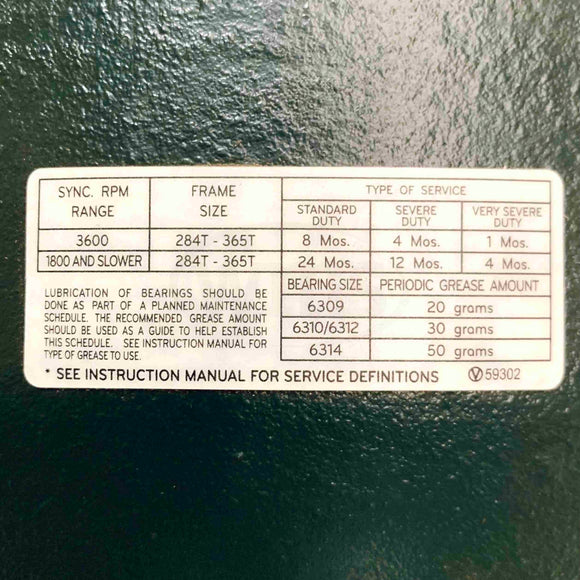 SYNC. RPM RANGE FRAME SIZE TYPE OF SERVICE
STANDARD DUTY SEVERE DUTY VERY SEVERE DUTY
3600 284T - 365T 8 Mos. 4 Mos. 1 Mo.
1800 AND SLOWER 284T - 365T 24 Mos. 12 Mos. 4 Mos.
BEARING SIZE PERIODIC GREASE AMOUNT
6309 20 grams
6310/6312 30 grams
6314 50 grams
LUBRICATION OF BEARINGS SHOULD BE
DONE AS PART OF A PLANNED MAINTENANCE
SCHEDULE. THE RECOMMENDED GREASE AMOUNT
SHOULD BE USED AS A GUIDE TO HELP ESTABLISH
THIS SCHEDULE. SEE INSTRUCTION MANUAL FOR
TYPE OF GREASE TO USE.
* SEE INSTRUCTION MANUAL FOR SERVICE DEFINITIONS Ⓥ 59302